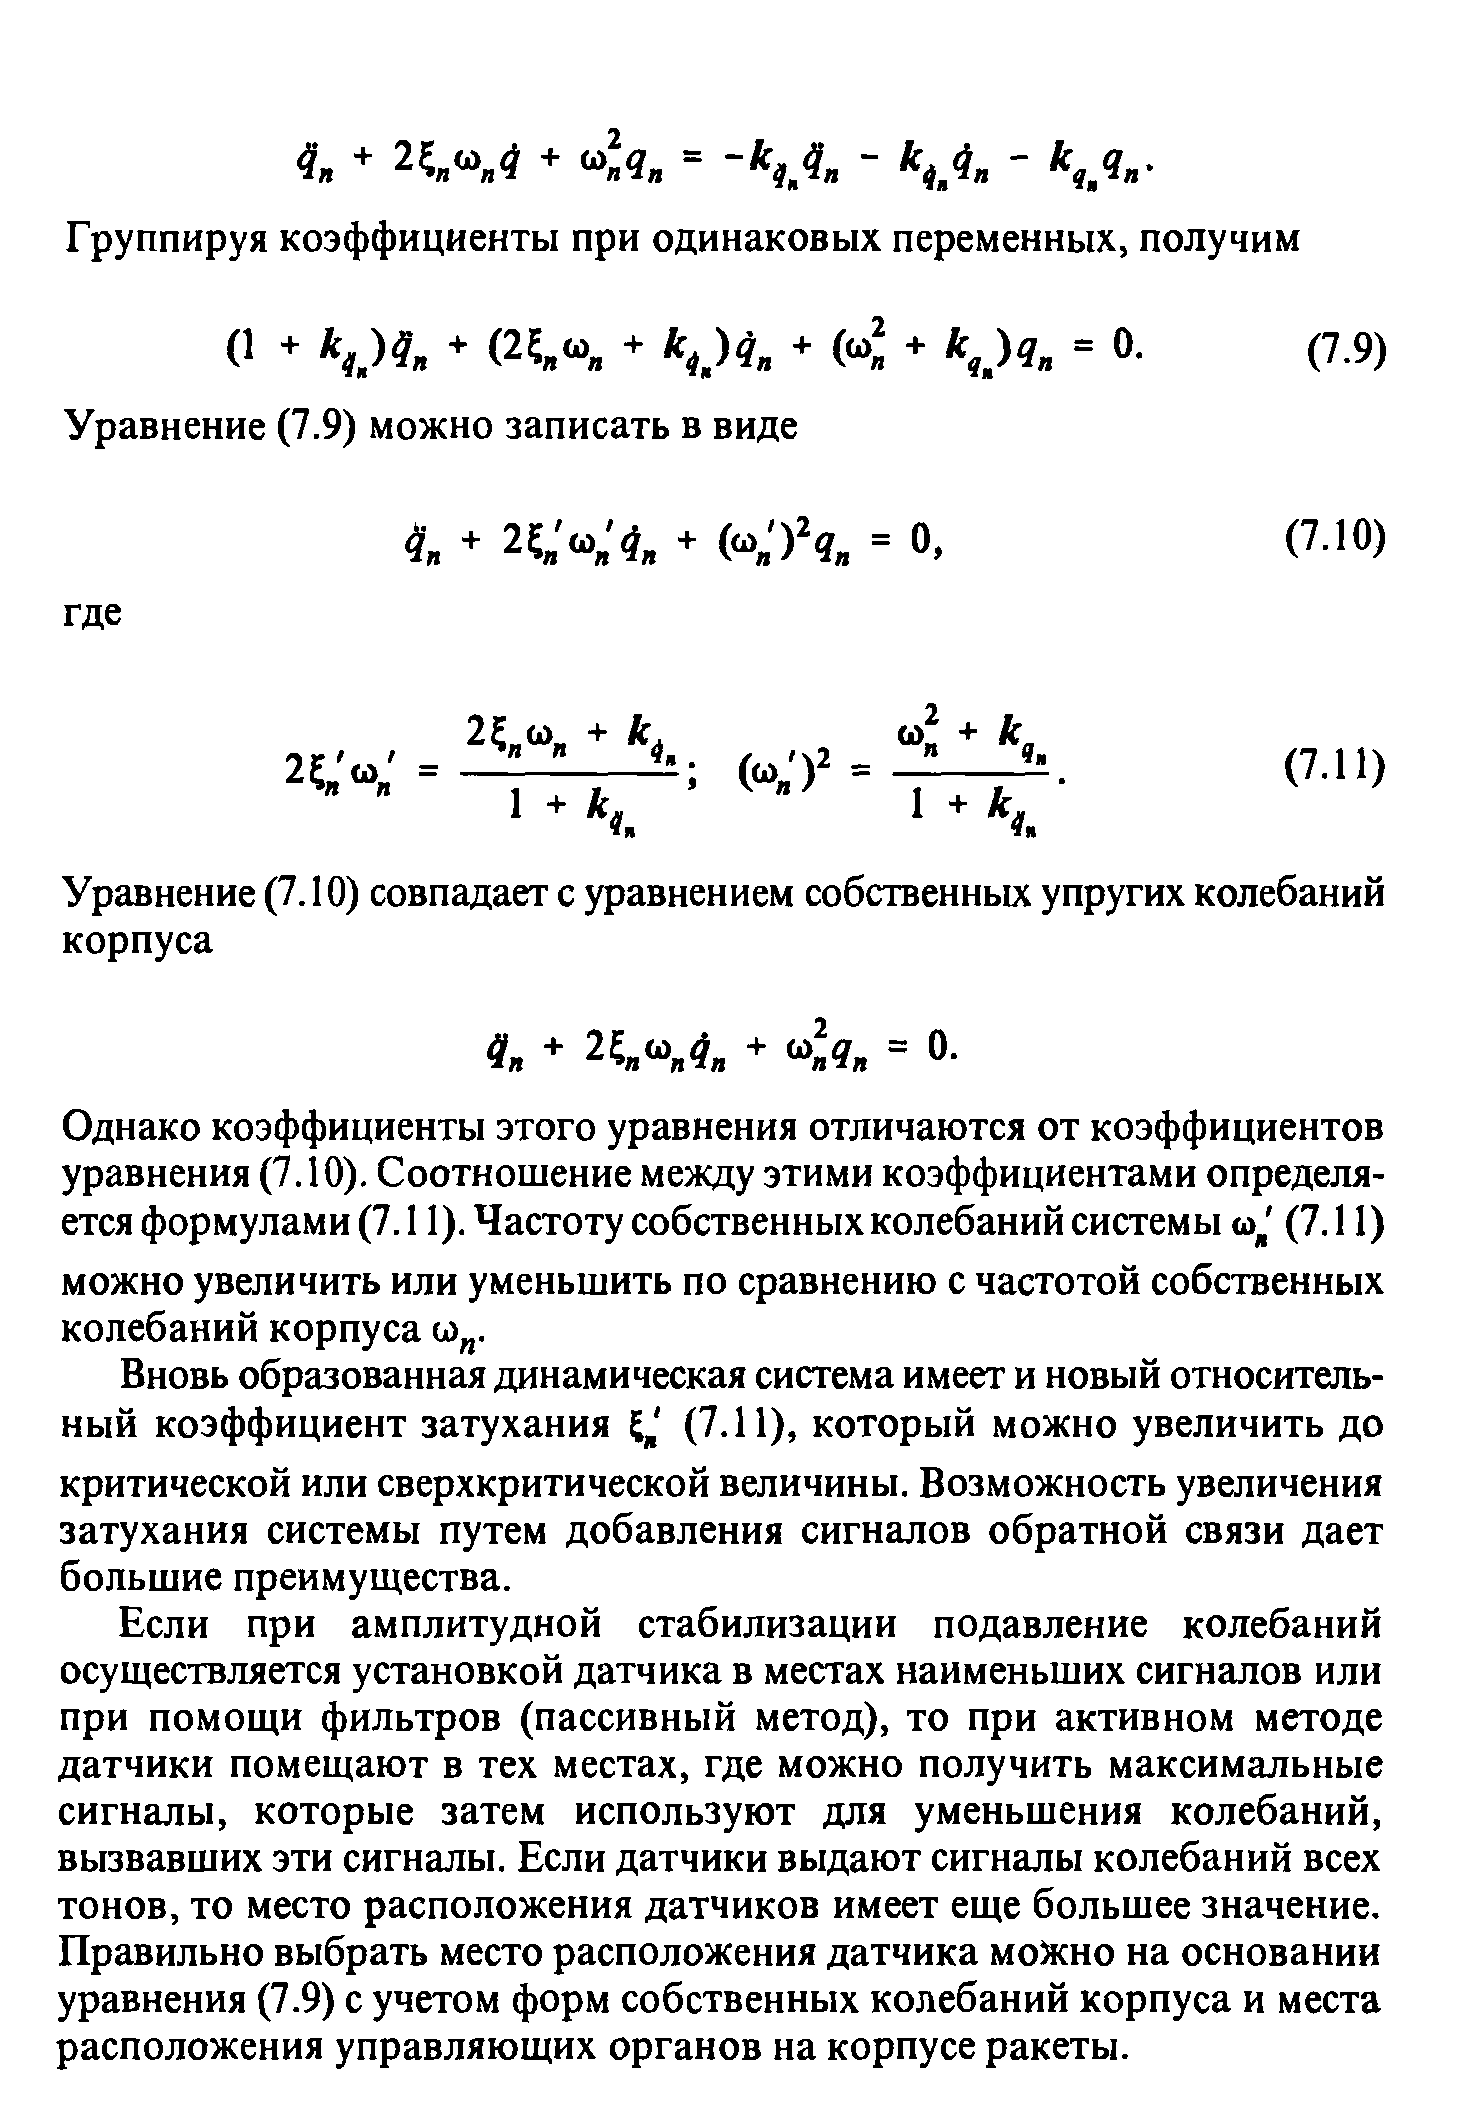 q̈ₙ + 2ξₙωₙq̇ + ωₙ²qₙ = -k_q̈ₙ q̈ₙ - k_q̇ₙ q̇ₙ - k_qₙ qₙ.
Группируя коэффициенты при одинаковых переменных, получим
(1 + k_q̈ₙ)q̈ₙ + (2ξₙωₙ + k_q̇ₙ)q̇ₙ + (ωₙ² + k_qₙ)qₙ = 0. (7.9)
Уравнение (7.9) можно записать в виде
q̈ₙ + 2ξₙ′ωₙ′q̇ₙ + (ωₙ′)²qₙ = 0, (7.10)
где
2ξₙ′ωₙ′ = (2ξₙωₙ + k_q̇ₙ)/(1 + k_q̈ₙ); (ωₙ′)² = (ωₙ² + k_qₙ)/(1 + k_q̈ₙ). (7.11)
Уравнение (7.10) совпадает с уравнением собственных упругих колебаний
корпуса
q̈ₙ + 2ξₙωₙq̇ₙ + ωₙ²qₙ = 0.
Однако коэффициенты этого уравнения отличаются от коэффициентов
уравнения (7.10). Соотношение между этими коэффициентами определя-
ется формулами (7.11). Частоту собственных колебаний системы ωₙ′ (7.11)
можно увеличить или уменьшить по сравнению с частотой собственных
колебаний корпуса ωₙ.
Вновь образованная динамическая система имеет и новый относитель-
ный коэффициент затухания ξₙ′ (7.11), который можно увеличить до
критической или сверхкритической величины. Возможность увеличения
затухания системы путем добавления сигналов обратной связи дает
большие преимущества.
Если при амплитудной стабилизации подавление колебаний
осуществляется установкой датчика в местах наименьших сигналов или
при помощи фильтров (пассивный метод), то при активном методе
датчики помещают в тех местах, где можно получить максимальные
сигналы, которые затем используют для уменьшения колебаний,
вызвавших эти сигналы. Если датчики выдают сигналы колебаний всех
тонов, то место расположения датчиков имеет еще большее значение.
Правильно выбрать место расположения датчика можно на основании
уравнения (7.9) с учетом форм собственных колебаний корпуса и места
расположения управляющих органов на корпусе ракеты.